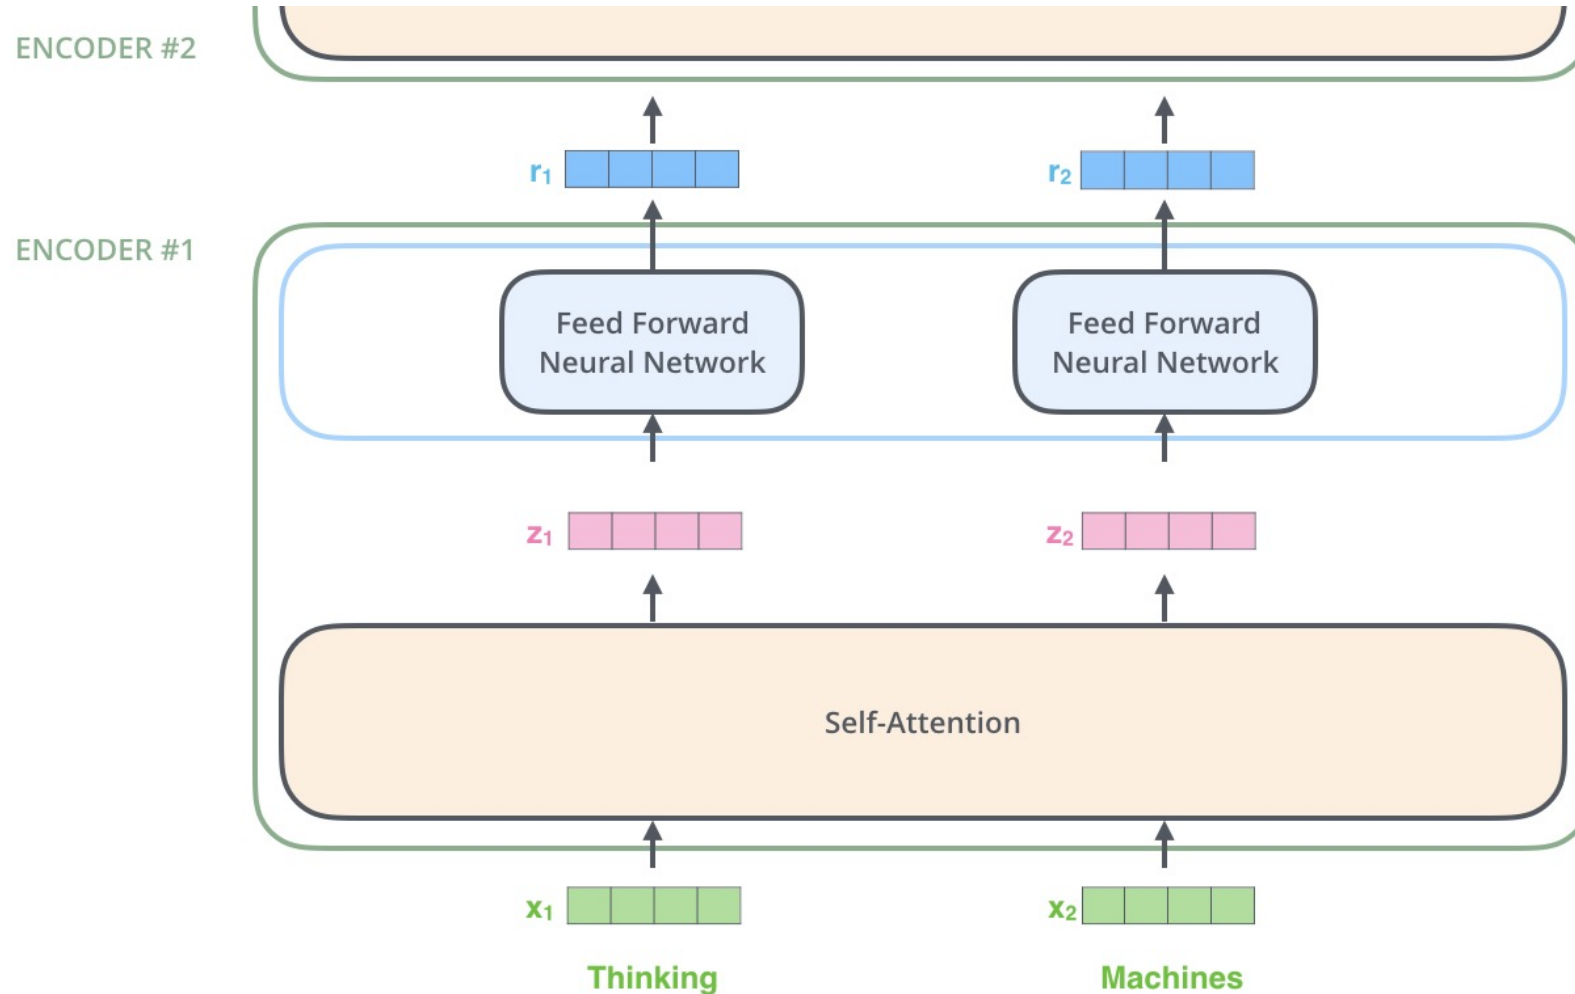 ENCODER #2
r₁
r₂
ENCODER #1
Feed Forward
Neural Network
Feed Forward
Neural Network
z₁
z₂
Self-Attention
x₁
x₂
Thinking
Machines